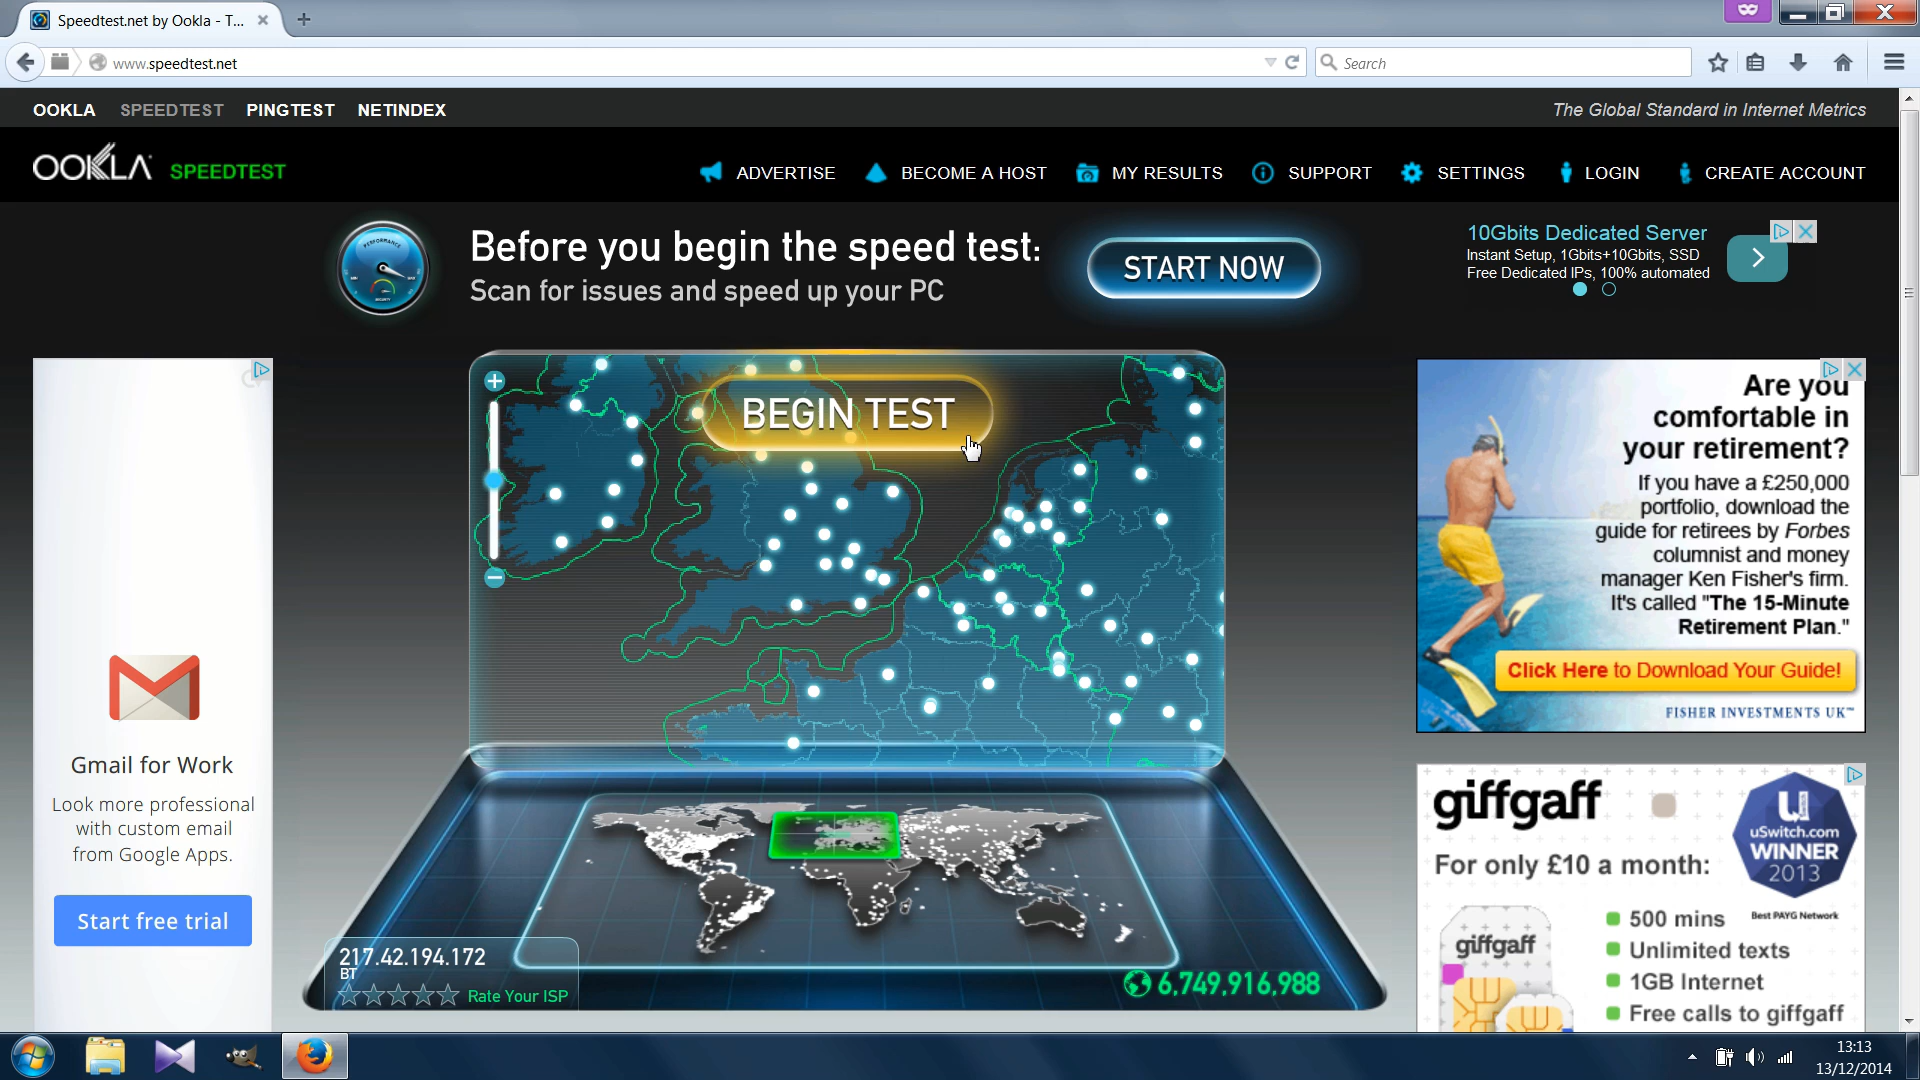 Speedtest.net by Ookla - T...
www.speedtest.net
Search
OOKLA SPEEDTEST PINGTEST NETINDEX
The Global Standard in Internet Metrics
OOKLA SPEEDTEST
ADVERTISE BECOME A HOST MY RESULTS SUPPORT SETTINGS LOGIN CREATE ACCOUNT
PERFORMANCE
SECURITY
Before you begin the speed test:
Scan for issues and speed up your PC
START NOW
10Gbits Dedicated Server
Instant Setup, 1Gbits+10Gbits, SSD
Free Dedicated IPs, 100% automated
BEGIN TEST
Gmail for Work
Look more professional
with custom email
from Google Apps.
Start free trial
Are you
comfortable in
your retirement?
If you have a £250,000
portfolio, download the
guide for retirees by Forbes
columnist and money
manager Ken Fisher's firm.
It's called "The 15-Minute
Retirement Plan."
Click Here to Download Your Guide!
FISHER INVESTMENTS UK™
217.42.194.172
BT
Rate Your ISP
6,749,916,988
giffgaff
For only £10 a month:
uSwitch.com
WINNER
2013
Best PAYG Network
giffgaff
500 mins
Unlimited texts
1GB Internet
Free calls to giffgaff
13:13
13/12/2014